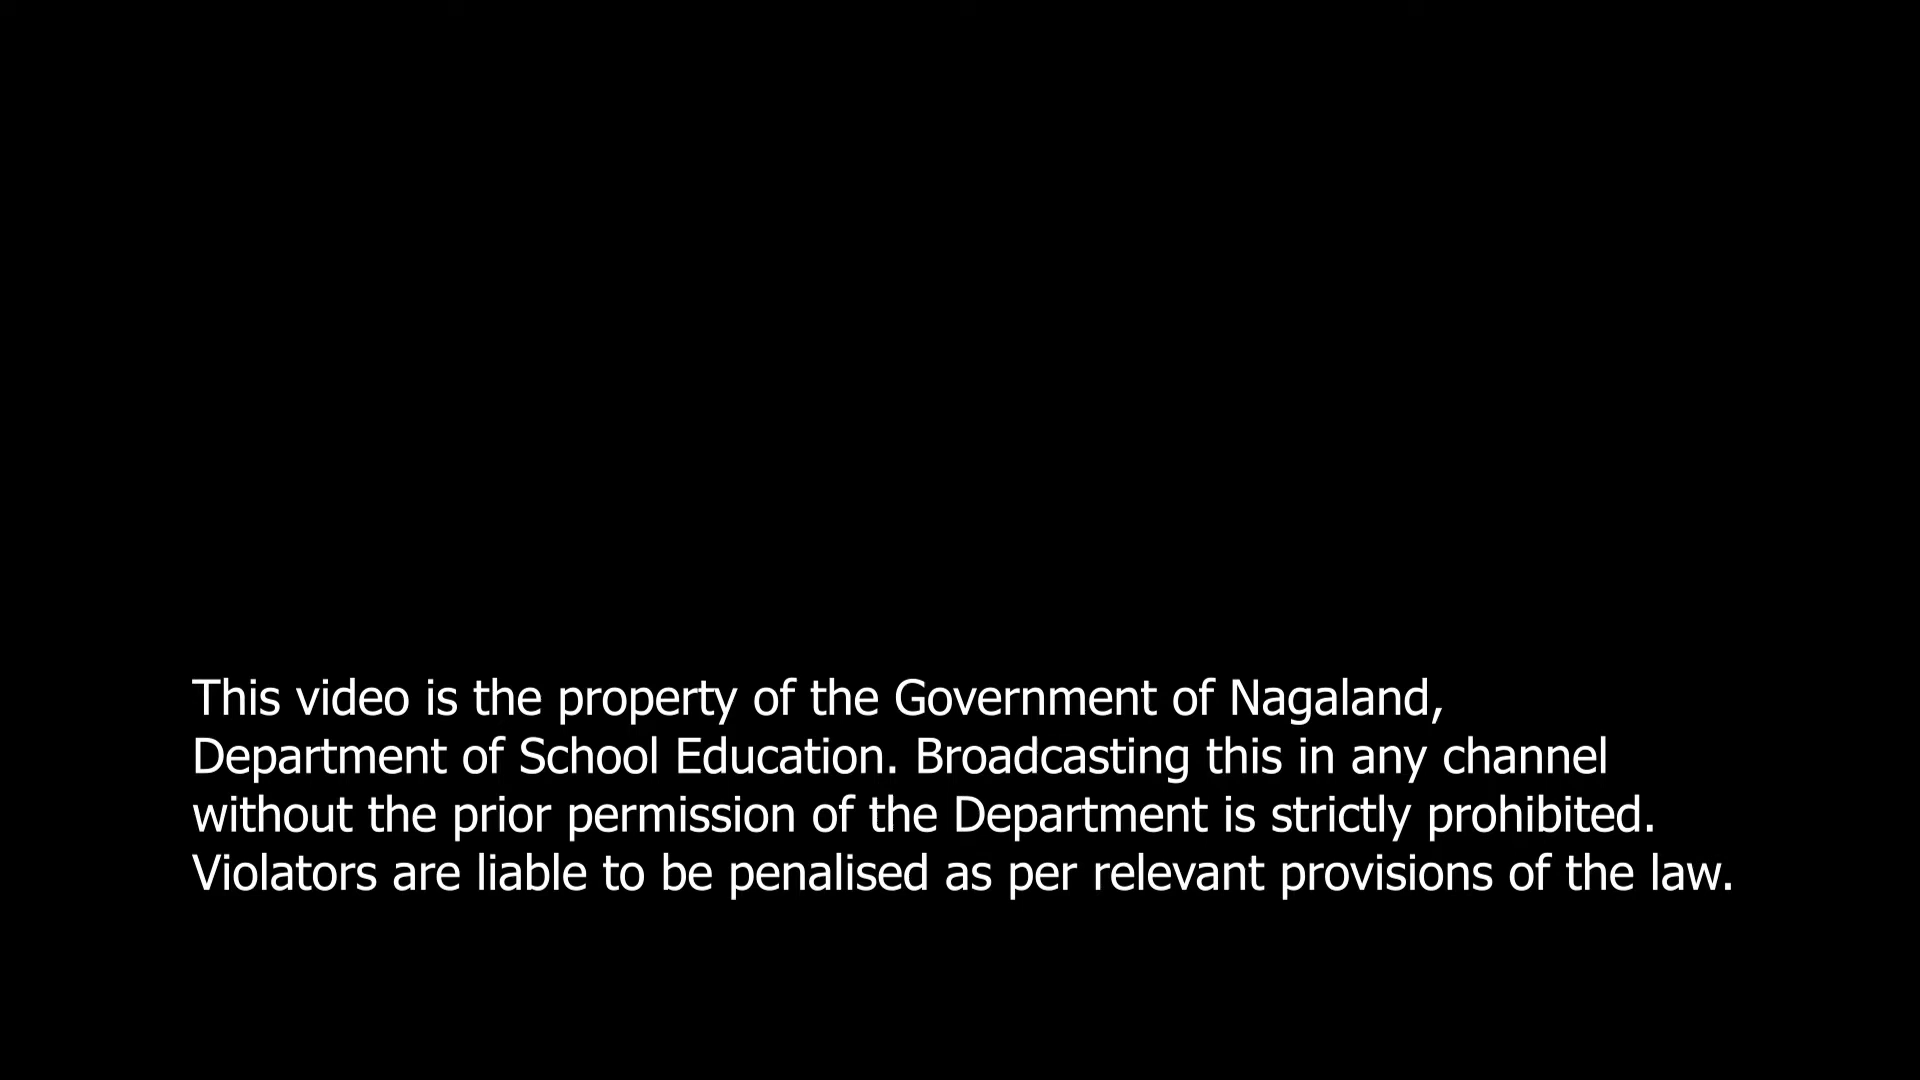 This video is the property of the Government of Nagaland,
Department of School Education. Broadcasting this in any channel
without the prior permission of the Department is strictly prohibited.
Violators are liable to be penalised as per relevant provisions of the law.